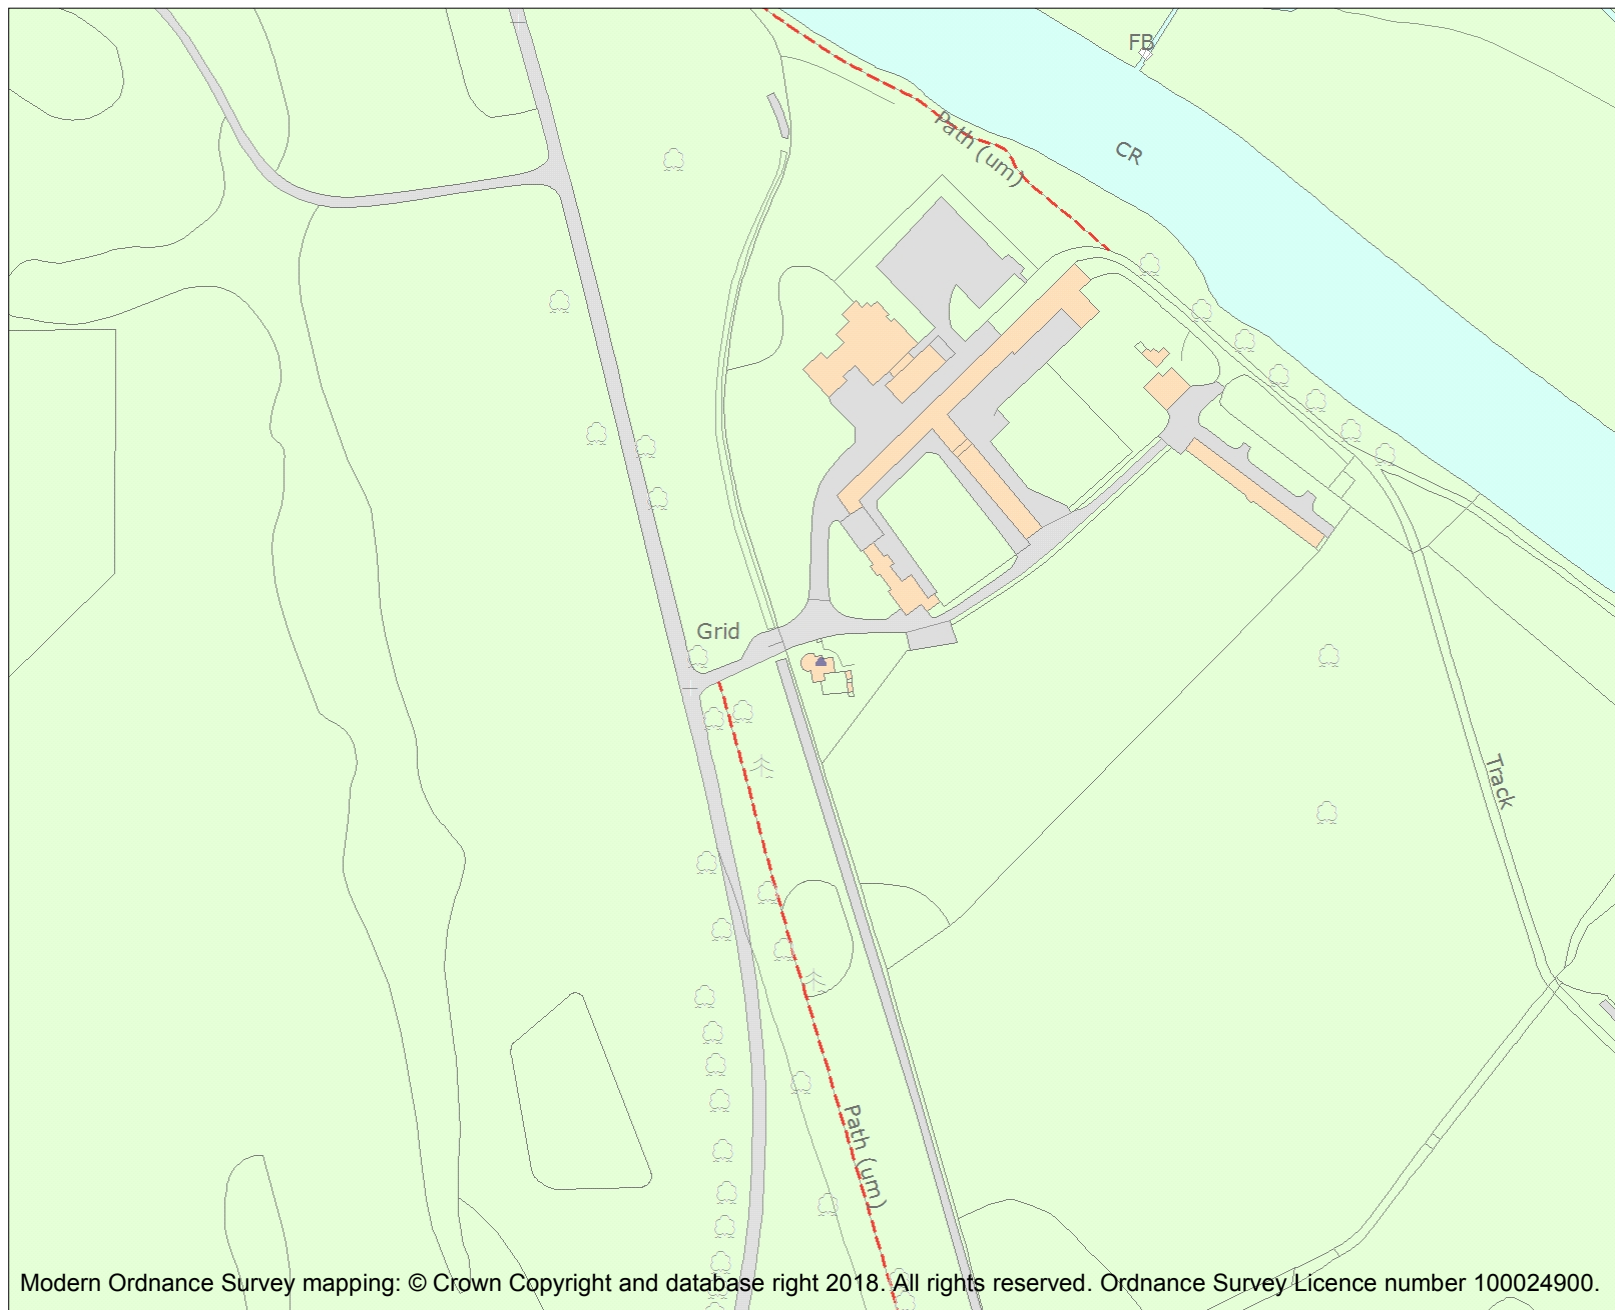 FB
Path (um)
CR
Grid
Track
Path (um)
Modern Ordnance Survey mapping: © Crown Copyright and database right 2018. All rights reserved. Ordnance Survey Licence number 100024900.